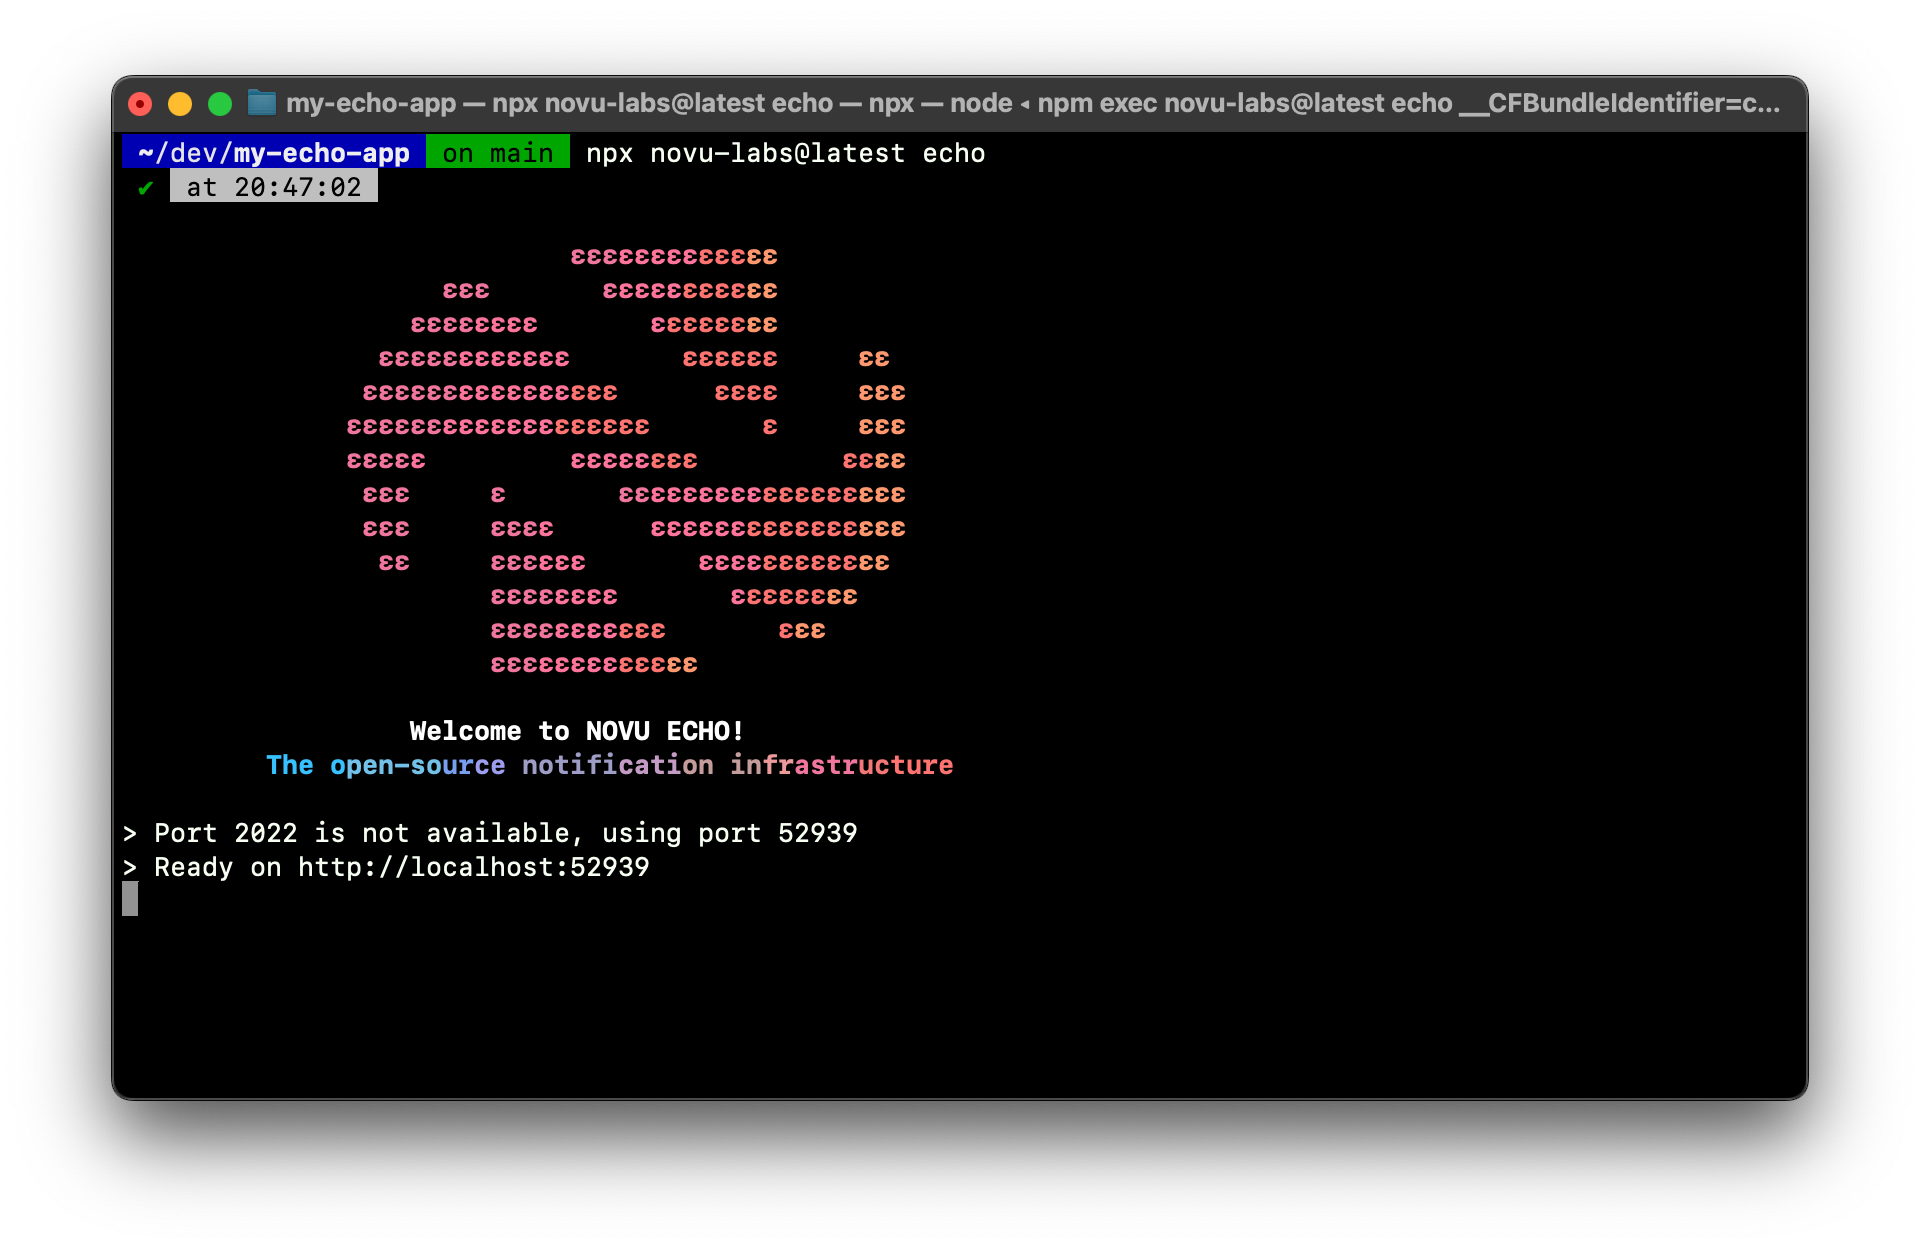 my-echo-app — npx novu-labs@latest echo — npx — node ◂ npm exec novu-labs@latest echo __CFBundleIdentifier=c...
~/dev/my-echo-app on main npx novu-labs@latest echo
✔ at 20:47:02
εεεεεεεεεεεεε
εεε       εεεεεεεεεεε
εεεεεεεε       εεεεεεεε
εεεεεεεεεεεε       εεεεεε     εε
εεεεεεεεεεεεεεεε      εεεε     εεε
εεεεεεεεεεεεεεεεεεε       ε     εεε
εεεεε         εεεεεεεε         εεεε
εεε     ε       εεεεεεεεεεεεεεεεεε
εεε     εεεε      εεεεεεεεεεεεεεεε
εε     εεεεεε       εεεεεεεεεεεε
εεεεεεεε       εεεεεεεε
εεεεεεεεεεε       εεε
εεεεεεεεεεεεε
Welcome to NOVU ECHO!
The open-source notification infrastructure
> Port 2022 is not available, using port 52939
> Ready on http://localhost:52939